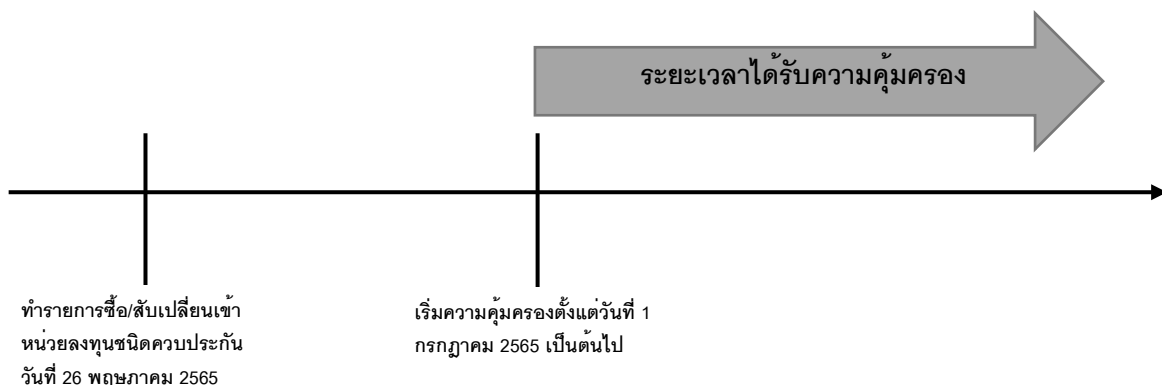 ระยะเวลาได้รับความคุ้มครอง
ทำรายการซื้อ/สับเปลี่ยนเข้า
หน่วยลงทุนชนิดควบประกัน
วันที่ 26 พฤษภาคม 2565
เริ่มความคุ้มครองตั้งแต่วันที่ 1
กรกฎาคม 2565 เป็นต้นไป